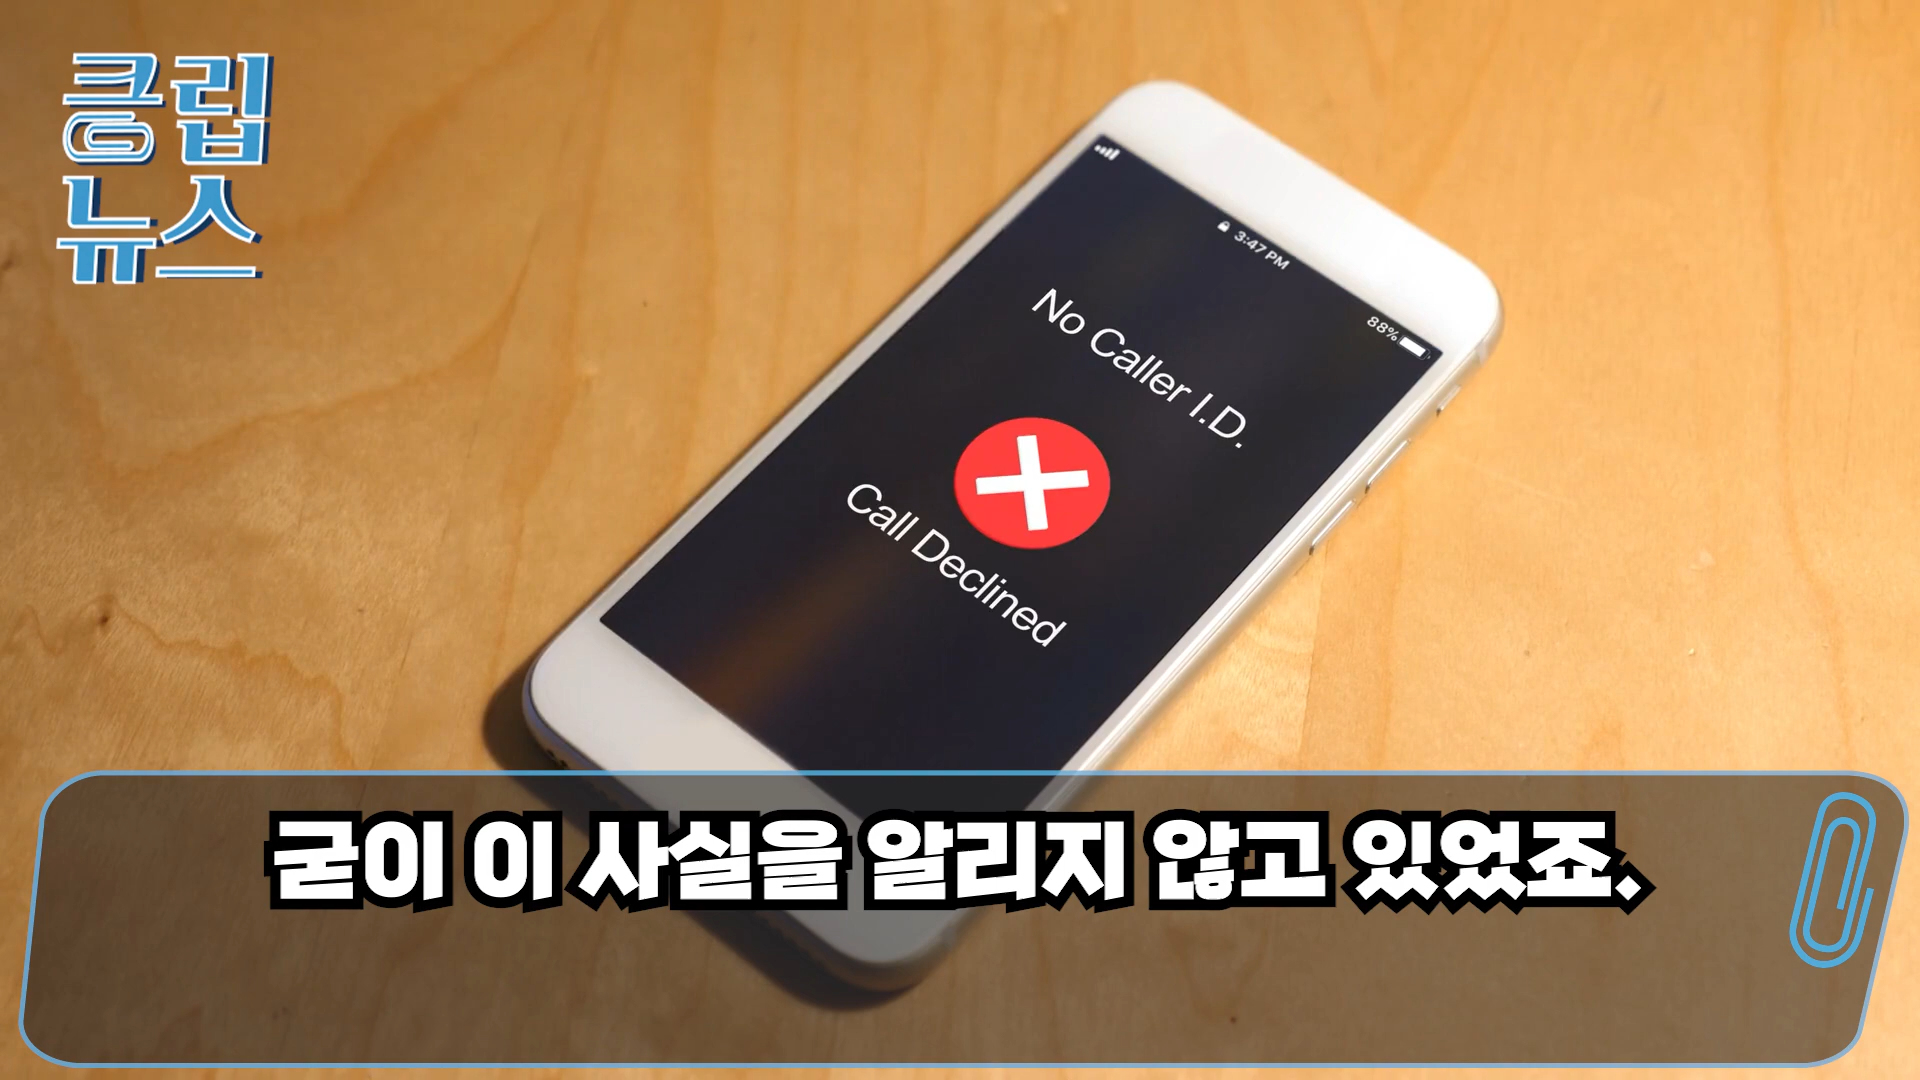 클립
뉴스
3:47 PM
88%
No Caller I.D.
Call Declined
굳이 이 사실을 알리지 않고 있었죠.